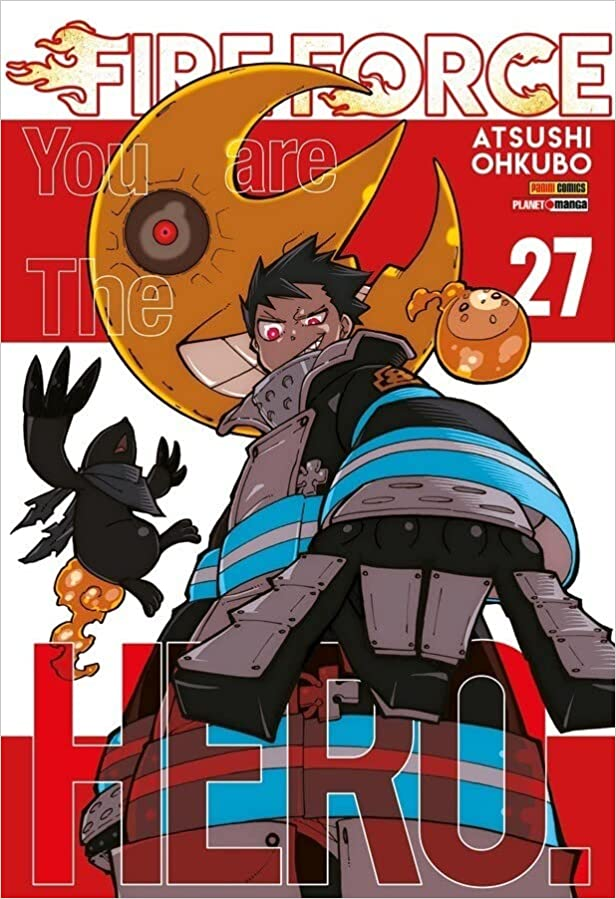 FIRE FORCE
You are
The
ATSUSHI
OHKUBO
PANINI COMICS
PLANET manga
27
HERO.